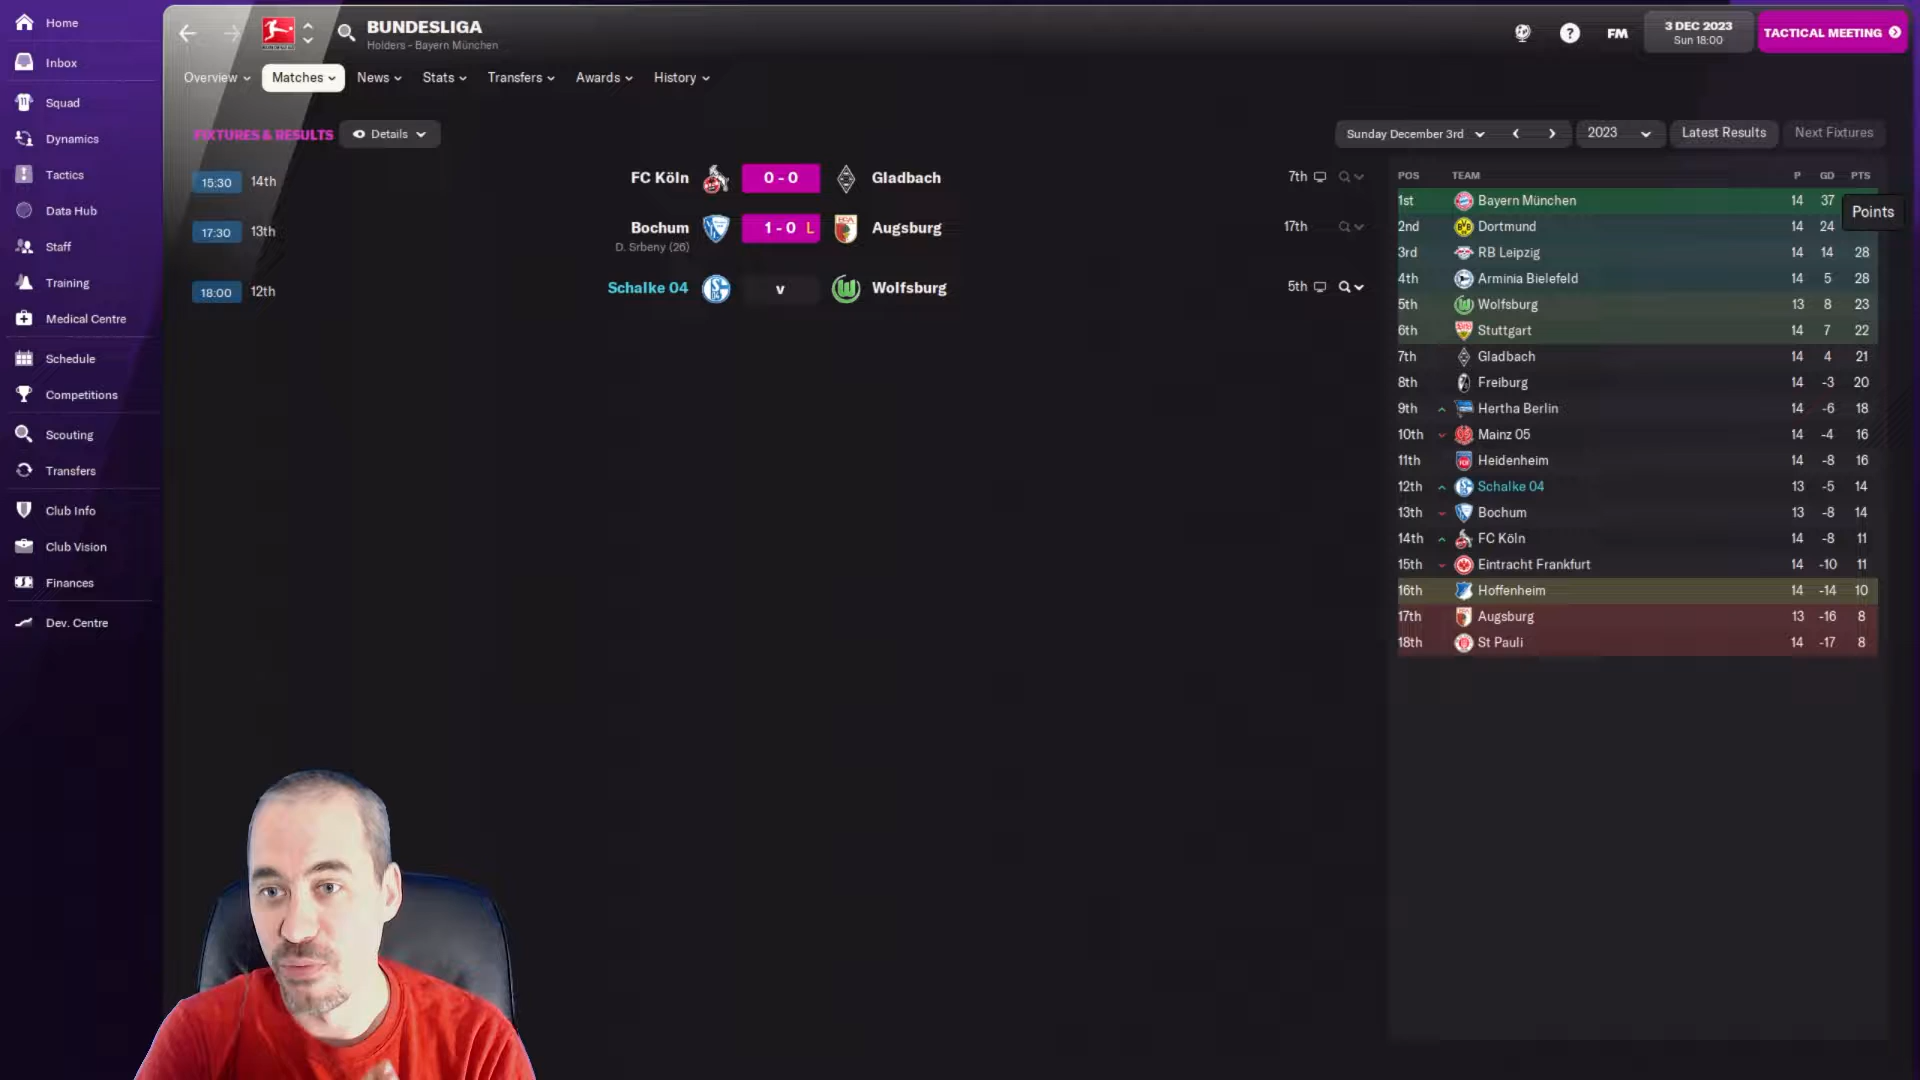 Home
Inbox
Squad
Dynamics
Tactics
Data Hub
Staff
Training
Medical Centre
Schedule
Competitions
Scouting
Transfers
Club Info
Club Vision
Finances
Dev. Centre
BUNDESLIGA
Holders - Bayern München
? FM 3 DEC 2023
Sun 18:00
TACTICAL MEETING
Overview Matches News Stats Transfers Awards History
FIXTURES & RESULTS Details
Sunday December 3rd 2023 Latest Results Next Fixtures
15:30 14th FC Köln 0 - 0 Gladbach 7th
17:30 13th Bochum 1 - 0 L Augsburg 17th
D. Srbeny (26)
18:00 12th Schalke 04 v Wolfsburg 5th
POS TEAM P GD PTS
1st Bayern München 14 37
Points
2nd Dortmund 14 24
3rd RB Leipzig 14 14 28
4th Arminia Bielefeld 14 5 28
5th Wolfsburg 13 8 23
6th Stuttgart 14 7 22
7th Gladbach 14 4 21
8th Freiburg 14 -3 20
9th Hertha Berlin 14 -6 18
10th Mainz 05 14 -4 16
11th Heidenheim 14 -8 16
12th Schalke 04 13 -5 14
13th Bochum 13 -8 14
14th FC Köln 14 -8 11
15th Eintracht Frankfurt 14 -10 11
16th Hoffenheim 14 -14 10
17th Augsburg 13 -16 8
18th St Pauli 14 -17 8